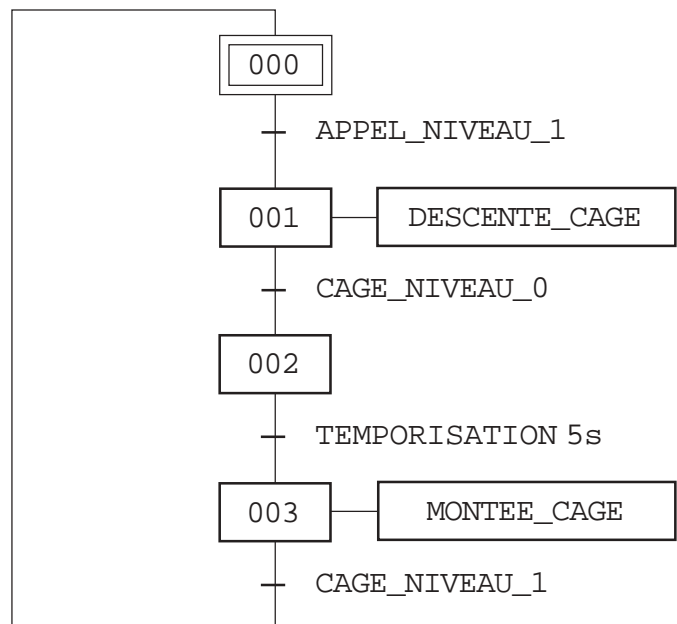 000
APPEL_NIVEAU_1
001 DESCENTE_CAGE
CAGE_NIVEAU_0
002
TEMPORISATION 5s
003 MONTEE_CAGE
CAGE_NIVEAU_1